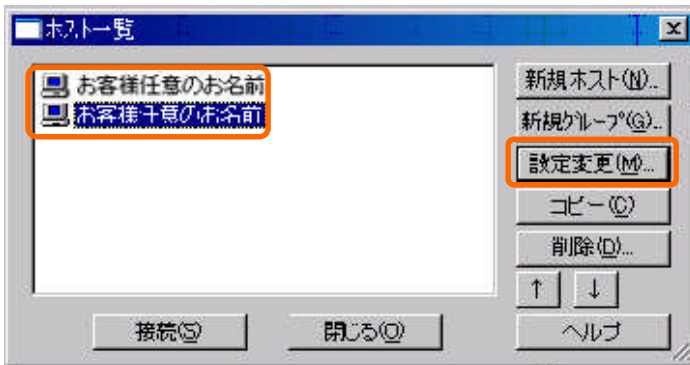 ホスト一覧
お客様任意のお名前
お客様任意のお名前
新規ホスト(N)...
新規グループ(G)...
設定変更(M)...
コピー(C)
削除(D)...
↑ ↓
接続(S) 閉じる(O) ヘルプ